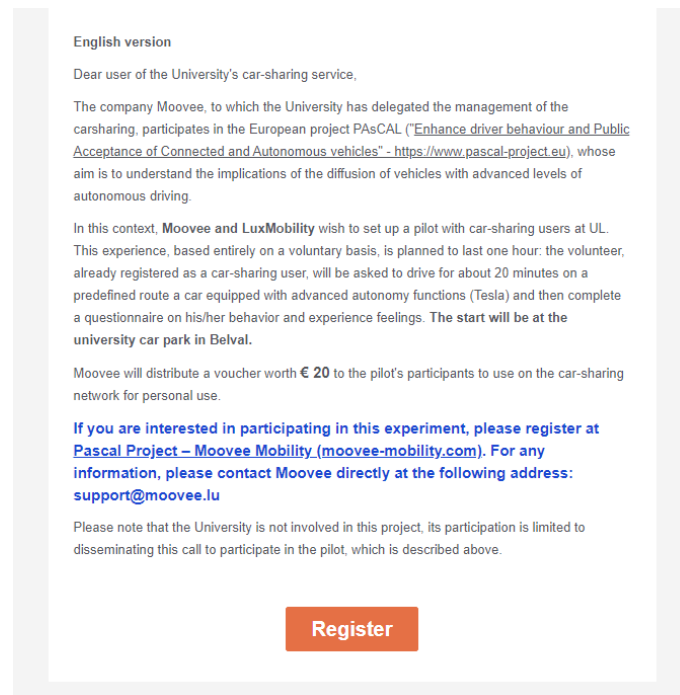 English version
Dear user of the University's car-sharing service,
The company Moovee, to which the University has delegated the management of the
carsharing, participates in the European project PAsCAL ("Enhance driver behaviour and Public
Acceptance of Connected and Autonomous vehicles" - https://www.pascal-project.eu), whose
aim is to understand the implications of the diffusion of vehicles with advanced levels of
autonomous driving.
In this context, Moovee and LuxMobility wish to set up a pilot with car-sharing users at UL.
This experience, based entirely on a voluntary basis, is planned to last one hour: the volunteer,
already registered as a car-sharing user, will be asked to drive for about 20 minutes on a
predefined route a car equipped with advanced autonomy functions (Tesla) and then complete
a questionnaire on his/her behavior and experience feelings. The start will be at the
university car park in Belval.
Moovee will distribute a voucher worth € 20 to the pilot's participants to use on the car-sharing
network for personal use.
If you are interested in participating in this experiment, please register at
Pascal Project – Moovee Mobility (moovee-mobility.com). For any
information, please contact Moovee directly at the following address:
support@moovee.lu
Please note that the University is not involved in this project, its participation is limited to
disseminating this call to participate in the pilot, which is described above.
Register